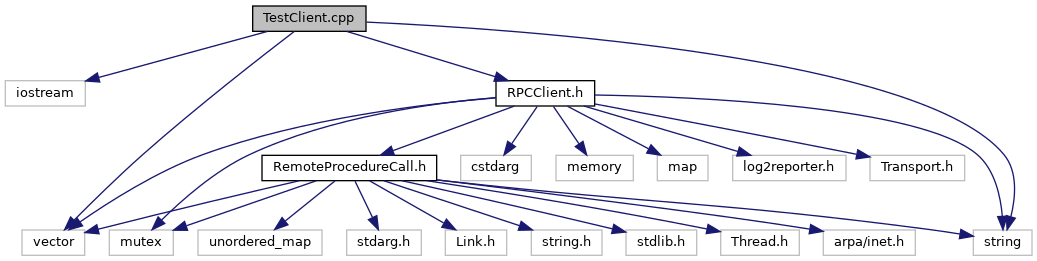 TestClient.cpp
iostream
RPCClient.h
RemoteProcedureCall.h
cstdarg
memory
map
log2reporter.h
Transport.h
vector
mutex
unordered_map
stdarg.h
Link.h
string.h
stdlib.h
Thread.h
arpa/inet.h
string